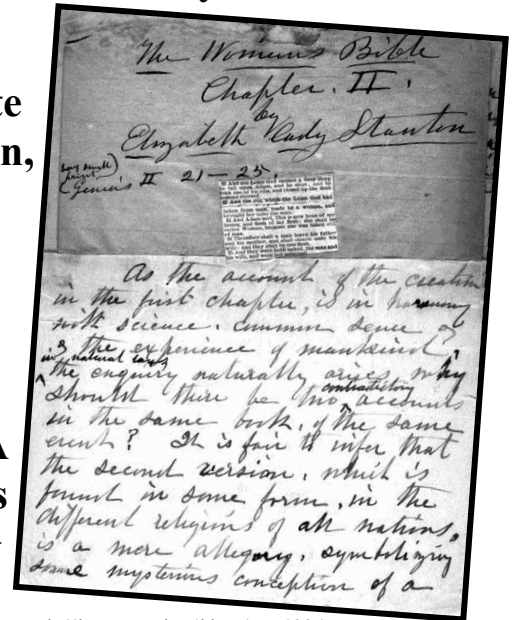 te
n,
A
s
The Woman's Bible
Chapter. II.
by
Elizabeth Cady Stanton
Genesis II 21–25.
As the account of the creation
in the first chapter, is in harmony
with science. common sense &
& the experience of mankind
in natural laws
the enquiry naturally arises, why
contradictory
should there be two accounts
in the same book, of the same
event? It is fair to infer that
the second version, which is
found in some form, in the
different religions of all nations,
is a mere allegory, symbolizing
some mysterious conception of a